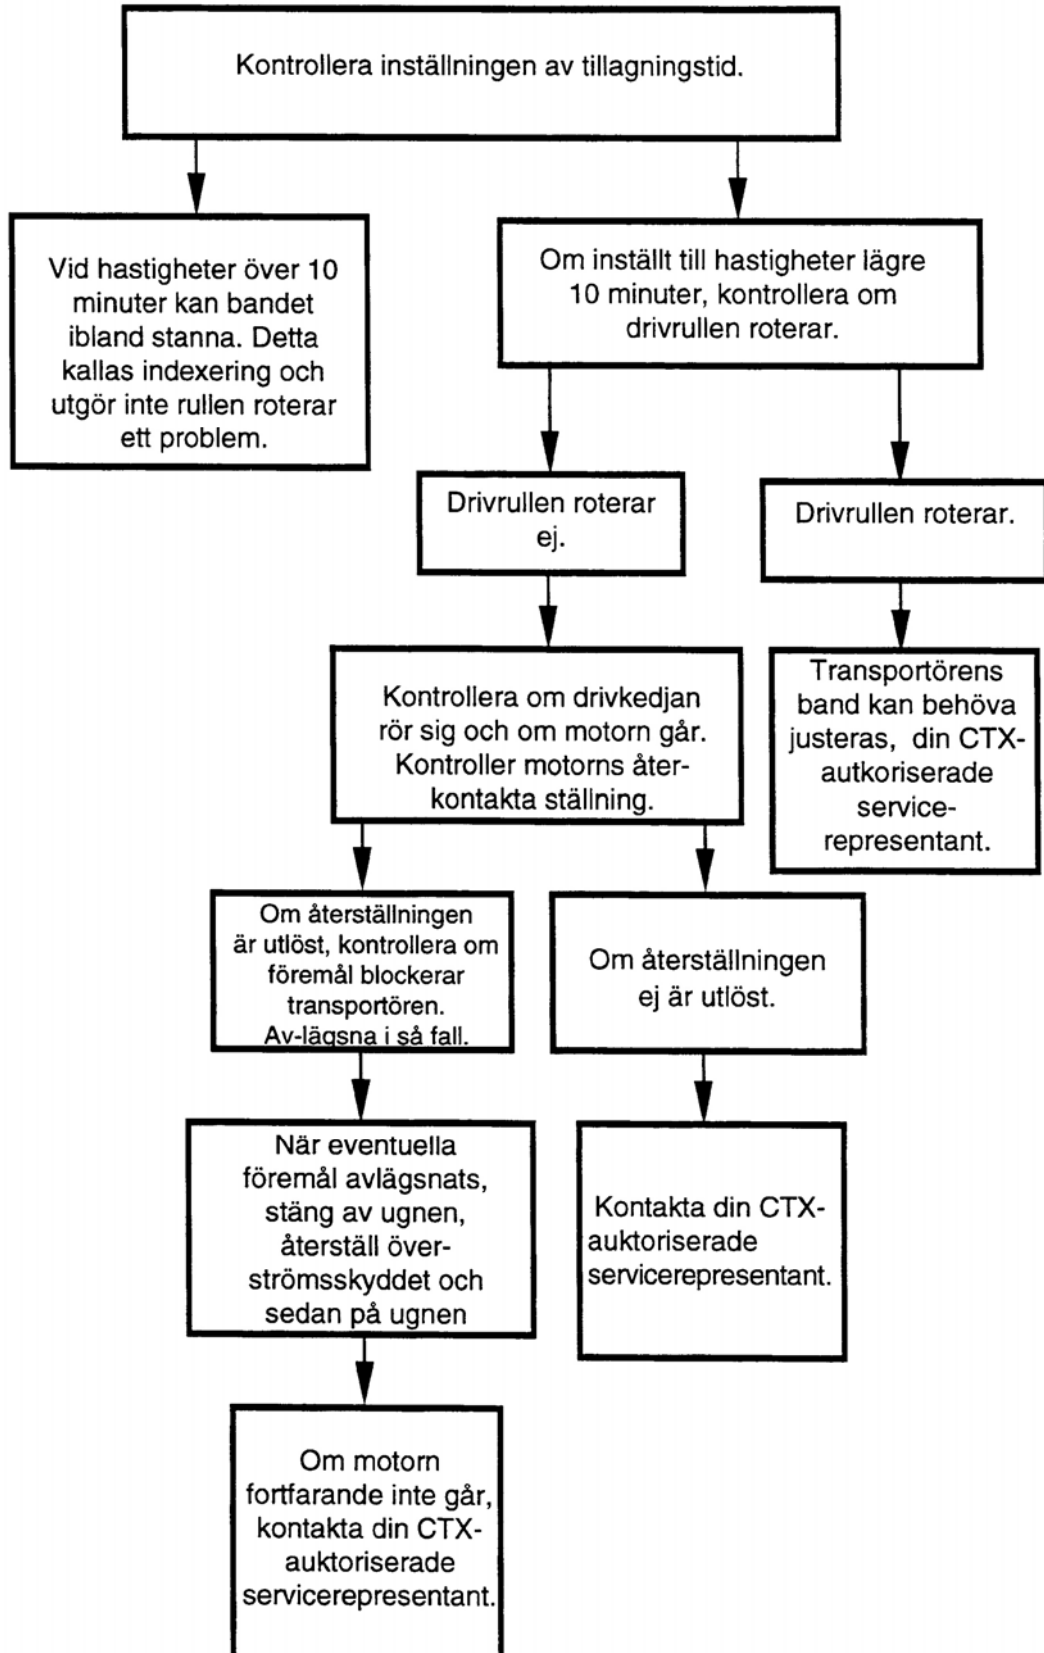 Kontrollera inställningen av tillagningstid.
Vid hastigheter över 10
minuter kan bandet
ibland stanna. Detta
kallas indexering och
utgör inte rullen roterar
ett problem.
Om inställt till hastigheter lägre
10 minuter, kontrollera om
drivrullen roterar.
Drivrullen roterar
ej.
Drivrullen roterar.
Kontrollera om drivkedjan
rör sig och om motorn går.
Kontroller motorns åter-
kontakta ställning.
Transportörens
band kan behöva
justeras, din CTX-
autkoriserade
service-
representant.
Om återställningen
är utlöst, kontrollera om
föremål blockerar
transportören.
Av-lägsna i så fall.
Om återställningen
ej är utlöst.
När eventuella
föremål avlägsnats,
stäng av ugnen,
återställ över-
strömsskyddet och
sedan på ugnen
Kontakta din CTX-
auktoriserade
servicerepresentant.
Om motorn
fortfarande inte går,
kontakta din CTX-
auktoriserade
servicerepresentant.